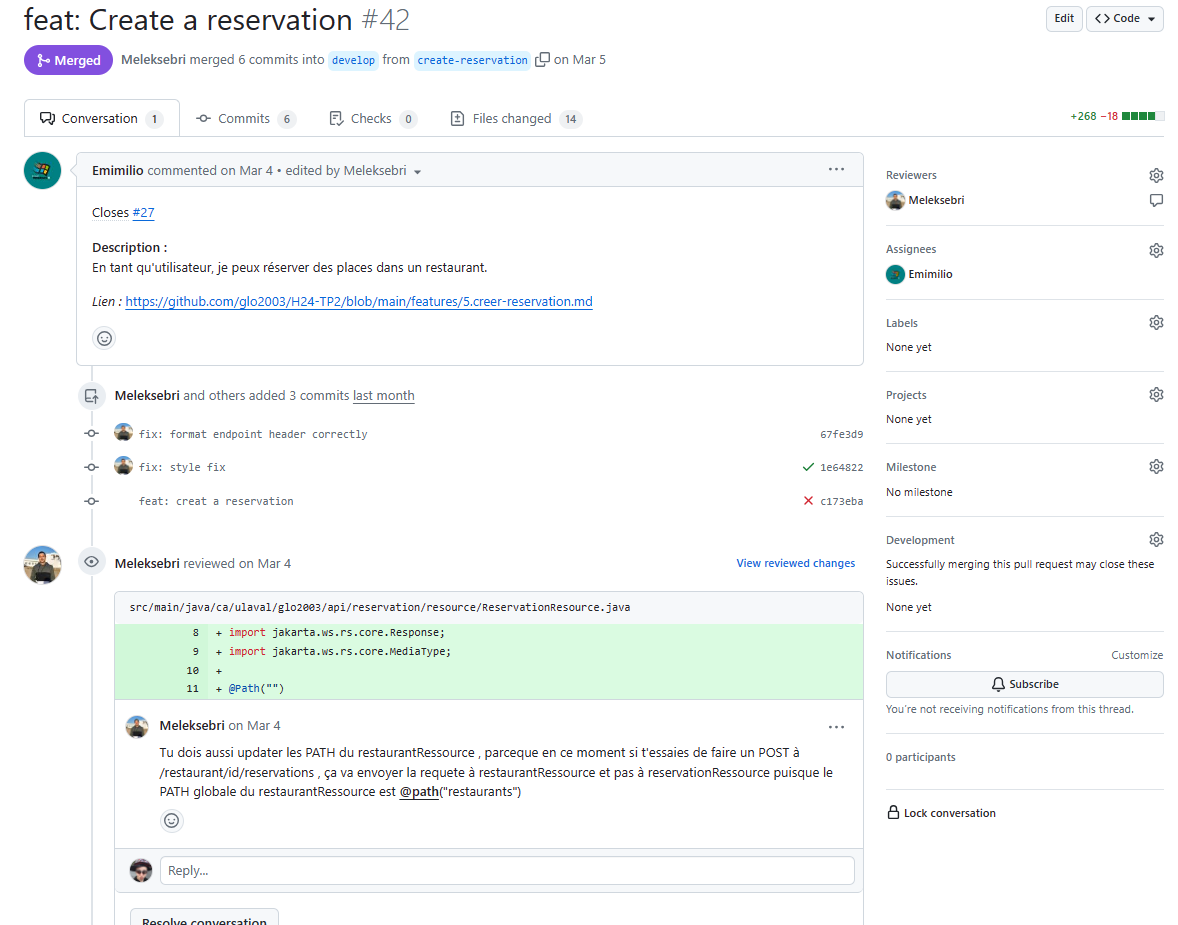 feat: Create a reservation #42
Edit
Code
Merged
Meleksebri merged 6 commits into develop from create-reservation on Mar 5
Conversation 1
Commits 6
Checks 0
Files changed 14
+268 −18
Emimilio commented on Mar 4 • edited by Meleksebri
Closes #27
Description :
En tant qu'utilisateur, je peux réserver des places dans un restaurant.
Lien : https://github.com/glo2003/H24-TP2/blob/main/features/5.creer-reservation.md
Meleksebri and others added 3 commits last month
fix: format endpoint header correctly 67fe3d9
fix: style fix 1e64822
feat: creat a reservation c173eba
Meleksebri reviewed on Mar 4
View reviewed changes
src/main/java/ca/ulaval/glo2003/api/reservation/resource/ReservationResource.java
8 + import jakarta.ws.rs.core.Response;
9 + import jakarta.ws.rs.core.MediaType;
10 +
11 + @Path("")
Meleksebri on Mar 4
Tu dois aussi updater les PATH du restaurantRessource , parceque en ce moment si t'essaies de faire un POST à
/restaurant/id/reservations , ça va envoyer la requete à restaurantRessource et pas à reservationRessource puisque le
PATH globale du restaurantRessource est @path("restaurants")
Reply...
Resolve conversation
Reviewers
Meleksebri
Assignees
Emimilio
Labels
None yet
Projects
None yet
Milestone
No milestone
Development
Successfully merging this pull request may close these
issues.
None yet
Notifications
Customize
Subscribe
You're not receiving notifications from this thread.
0 participants
Lock conversation